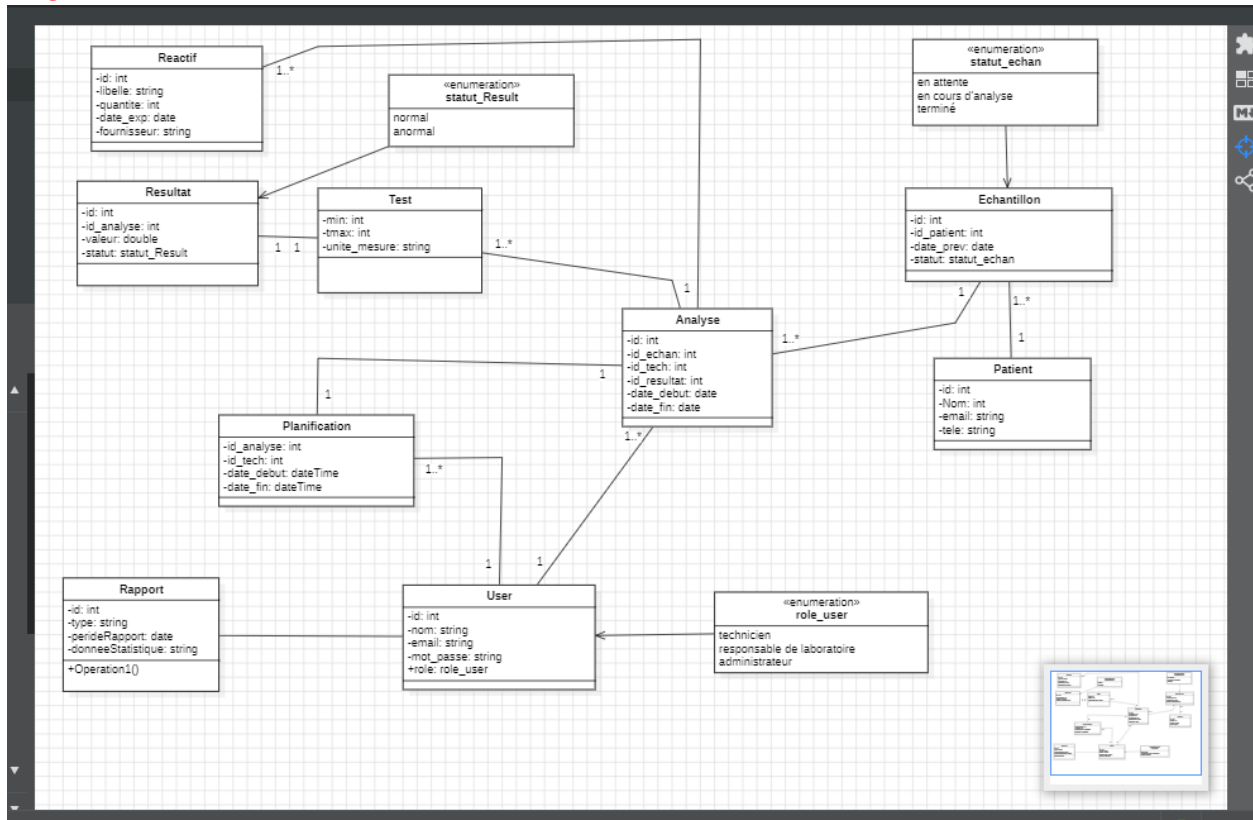 Reactif
-id: int
-libelle: string
-quantite: int
-date_exp: date
-fournisseur: string
1..*
«enumeration»
statut_Result
normal
anormal
«enumeration»
statut_echan
en attente
en cours d'analyse
terminé
Resultat
-id: int
-id_analyse: int
-valeur: double
-statut: statut_Result
1 1
Test
-min: int
-tmax: int
-unite_mesure: string
1..*
1
Echantillon
-id: int
-id_patient: int
-date_prev: date
-statut: statut_echan
1
1..*
1
1..*
Analyse
-id: int
-id_echan: int
-id_tech: int
-id_resultat: int
-date_debut: date
-date_fin: date
1
1..*
Patient
-id: int
-Nom: int
-email: string
-tele: string
1
Planification
-id_analyse: int
-id_tech: int
-date_debut: dateTime
-date_fin: dateTime
1..*
1
1
Rapport
-id: int
-type: string
-perideRapport: date
-donneeStatistique: string
+Operation1()
User
-id: int
-nom: string
-email: string
-mot_passe: string
+role: role_user
«enumeration»
role_user
technicien
responsable de laboratoire
administrateur